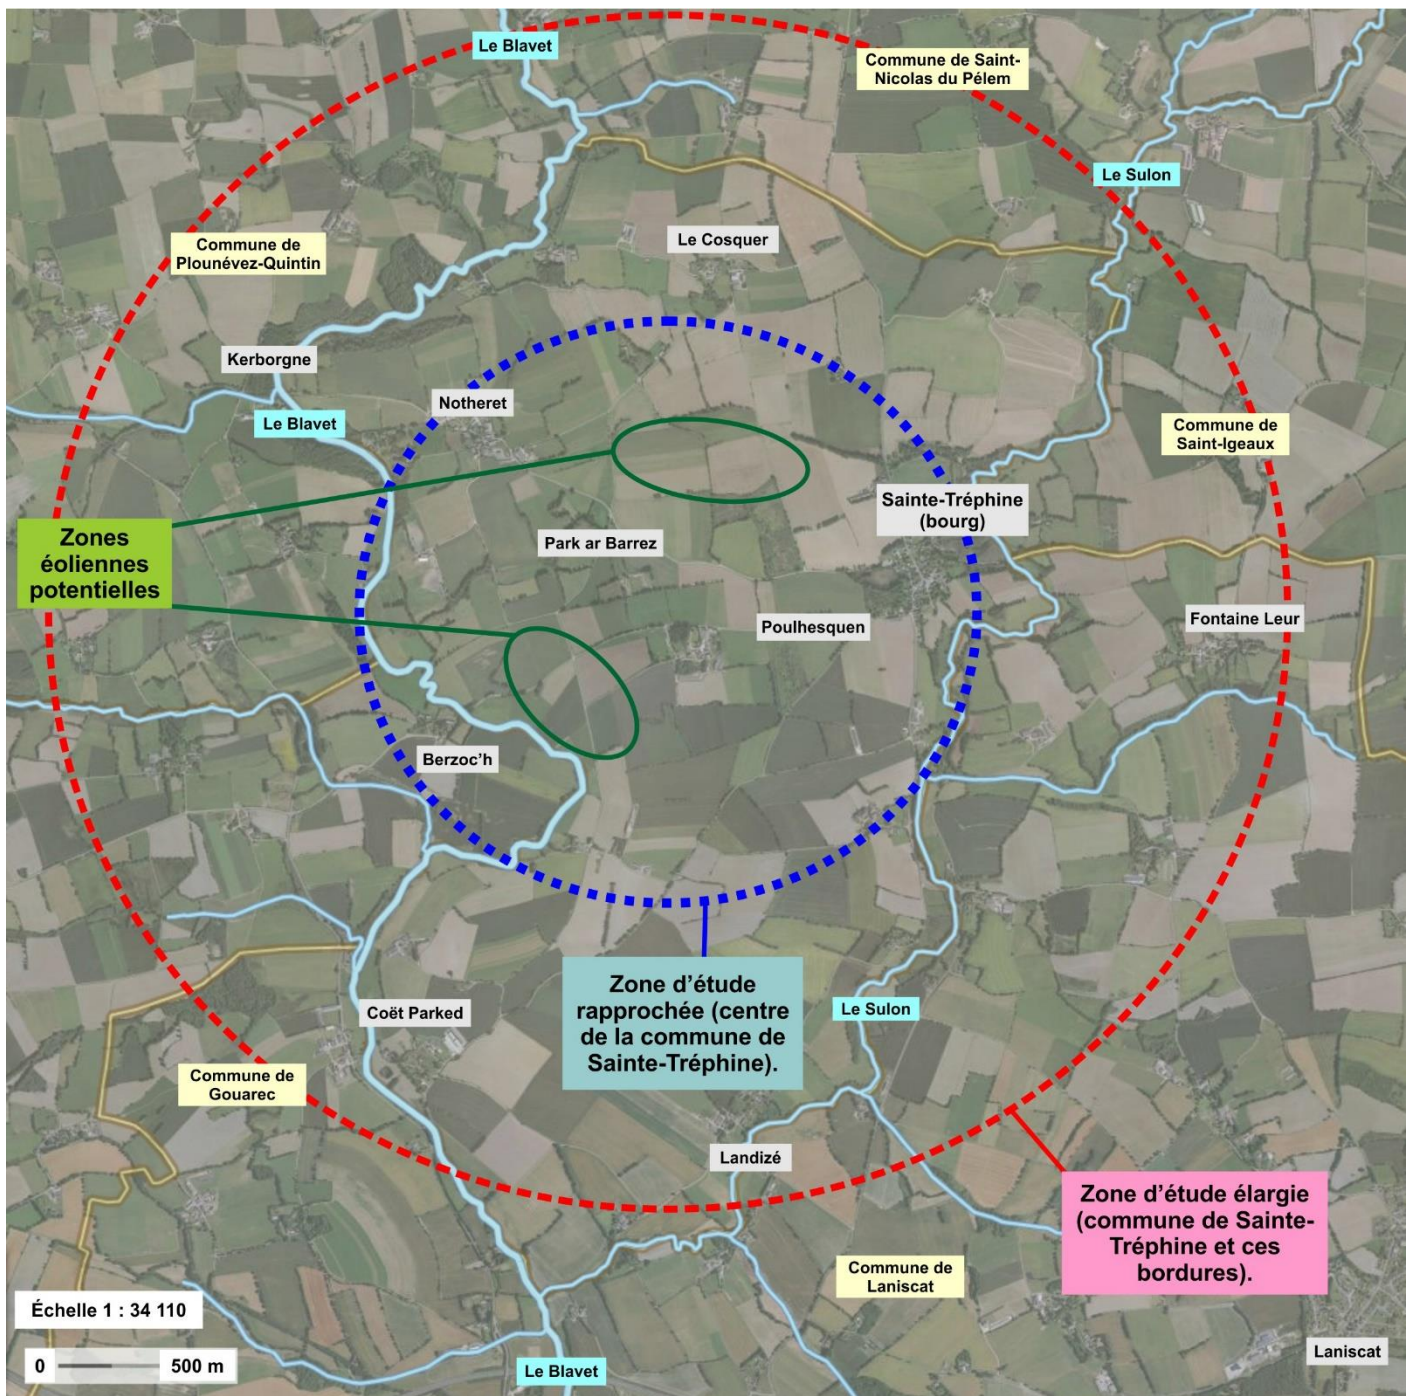 Le Blavet
Commune de Saint-
Nicolas du Pélem
Le Sulon
Commune de
Plounévez-Quintin
Le Cosquer
Kerborgne
Notheret
Le Blavet
Commune de
Saint-Igeaux
Sainte-Tréphine
(bourg)
Zones
éoliennes
potentielles
Park ar Barrez
Poulhesquen
Fontaine Leur
Berzoc’h
Zone d’étude
rapprochée (centre
de la commune de
Sainte-Tréphine).
Coët Parked
Le Sulon
Commune de
Gouarec
Landizé
Zone d’étude élargie
(commune de Sainte-
Tréphine et ces
bordures).
Commune de
Laniscat
Échelle 1 : 34 110
0 500 m
Le Blavet
Laniscat